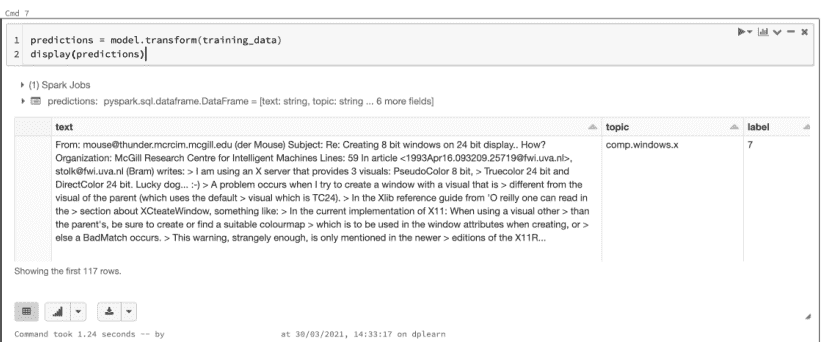 Cmd 7
1 predictions = model.transform(training_data)
2 display(predictions)
(1) Spark Jobs
predictions: pyspark.sql.dataframe.DataFrame = [text: string, topic: string ... 6 more fields]
text topic label
From: mouse@thunder.mcrcim.mcgill.edu (der Mouse) Subject: Re: Creating 8 bit windows on 24 bit display.. How? comp.windows.x 7
Organization: McGill Research Centre for Intelligent Machines Lines: 59 In article <1993Apr16.093209.25719@fwi.uva.nl>,
stolk@fwi.uva.nl (Bram) writes: > I am using an X server that provides 3 visuals: PseudoColor 8 bit, > Truecolor 24 bit and
DirectColor 24 bit. Lucky dog... :-) > A problem occurs when I try to create a window with a visual that is > different from the
visual of the parent (which uses the default > visual which is TC24). > In the Xlib reference guide from 'O reilly one can read in
the > section about XCteateWindow, something like: > In the current implementation of X11: When using a visual other > than
the parent's, be sure to create or find a suitable colourmap > which is to be used in the window attributes when creating, or >
else a BadMatch occurs. > This warning, strangely enough, is only mentioned in the newer > editions of the X11R...
Showing the first 117 rows.
Command took 1.24 seconds -- by at 30/03/2021, 14:33:17 on dplearn